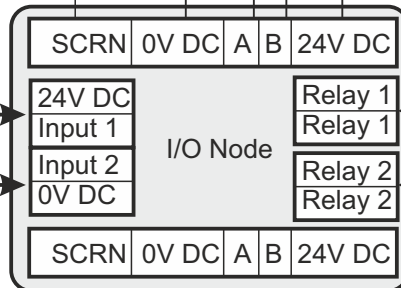 SCRN 0V DC A B 24V DC
24V DC
Input 1
Relay 1
Relay 1
I/O Node
Input 2
0V DC
Relay 2
Relay 2
SCRN 0V DC A B 24V DC